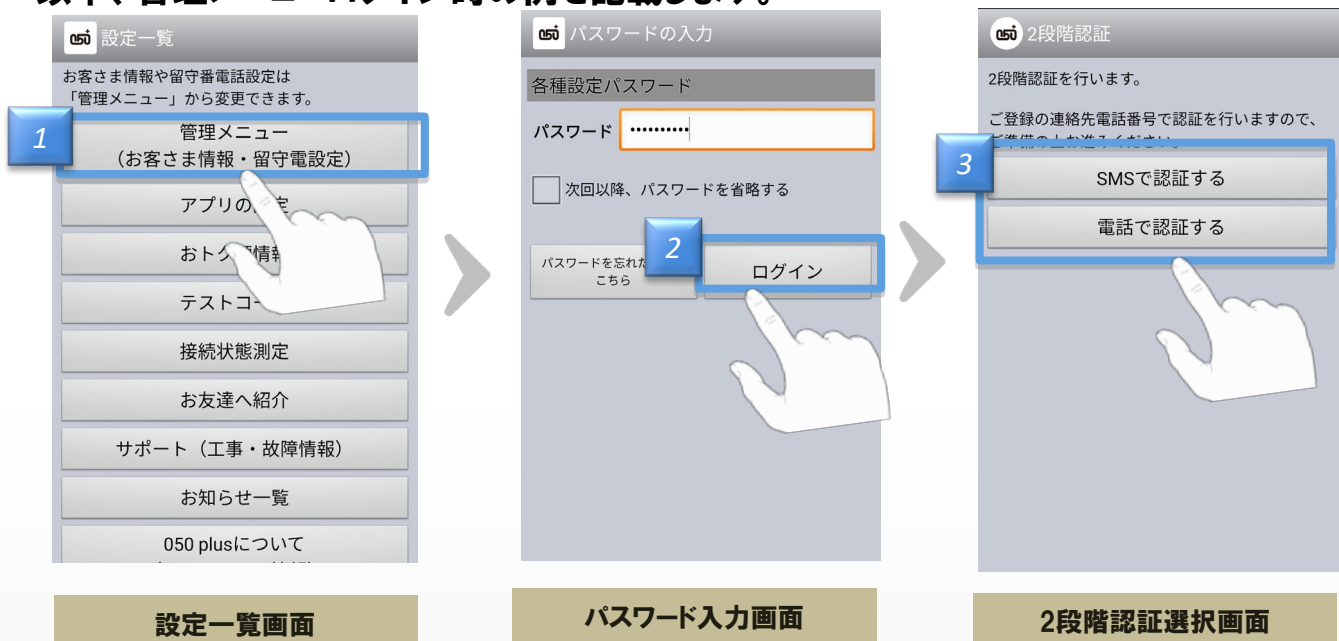 設定一覧
お客さま情報や留守番電話設定は
「管理メニュー」から変更できます。
1
管理メニュー
（お客さま情報・留守電設定）
アプリの
おトク
テストコー
接続状態測定
お友達へ紹介
サポート（工事・故障情報）
お知らせ一覧
050 plusについて
設定一覧画面
パスワードの入力
各種設定パスワード
パスワード ••••••••••
次回以降、パスワードを省略する
2
パスワードを忘れた
こちら
ログイン
パスワード入力画面
2段階認証
2段階認証を行います。
ご登録の連絡先電話番号で認証を行いますので、
3
SMSで認証する
電話で認証する
2段階認証選択画面